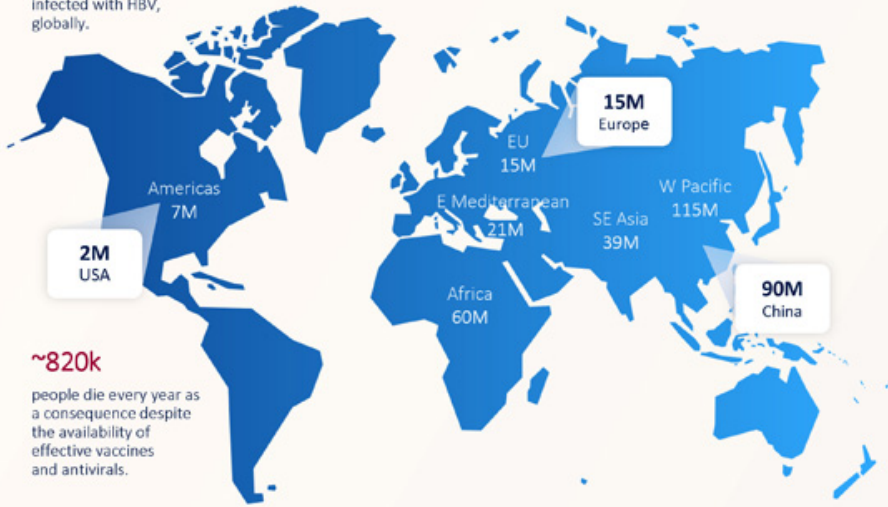 infected with HBV,
globally.
15M
Europe
EU
15M
Americas
7M
E Mediterranean
21M
W Pacific
115M
SE Asia
39M
2M
USA
Africa
60M
90M
China
~820k
people die every year as
a consequence despite
the availability of
effective vaccines
and antivirals.